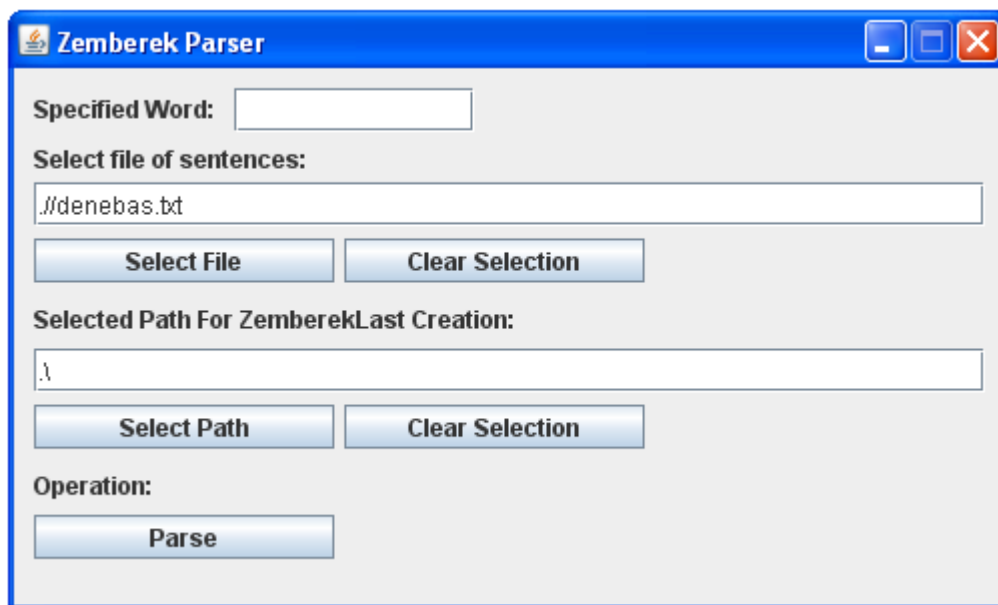 Zemberek Parser
Specified Word:
Select file of sentences:
.//denebas.txt
Select File Clear Selection
Selected Path For ZemberekLast Creation:
.\
Select Path Clear Selection
Operation:
Parse